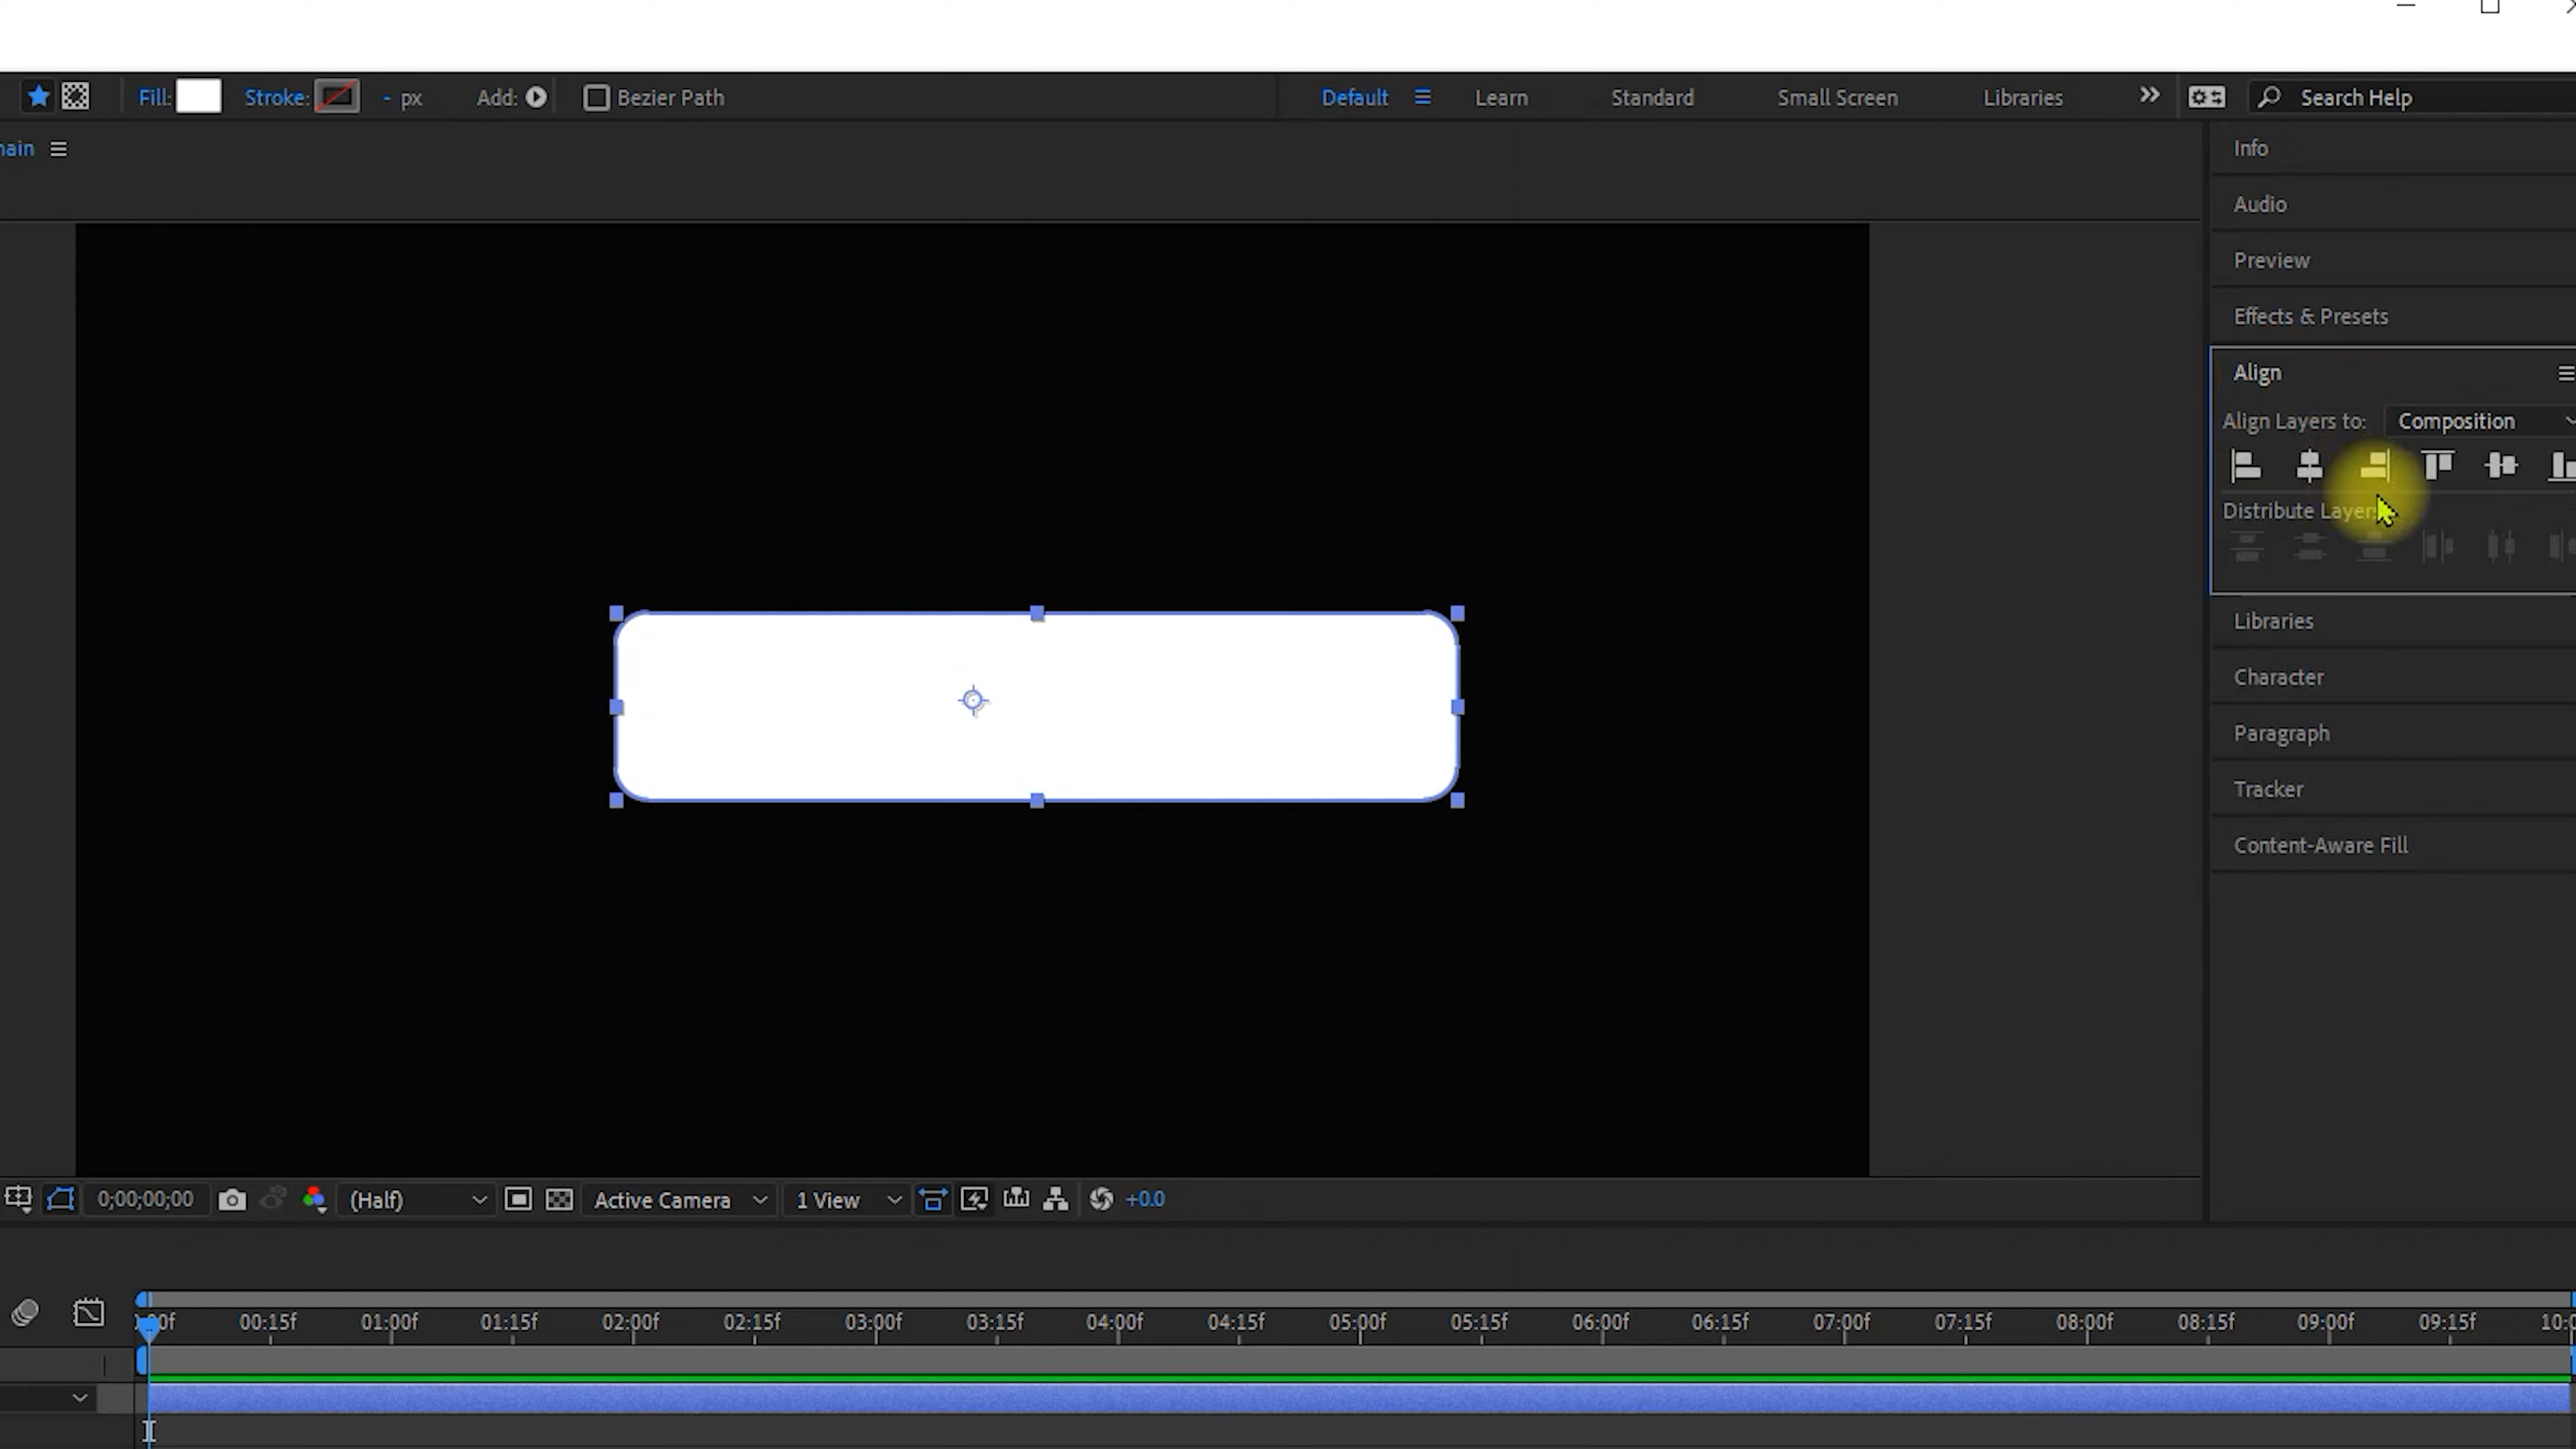 Fill: Stroke: - px Add: Bezier Path Default Learn Standard Small Screen Libraries Search Help
Info
Audio
Preview
Effects & Presets
Align
Align Layers to: Composition
Distribute Layers
Libraries
Character
Paragraph
Tracker
Content-Aware Fill
0;00;00;00 (Half) Active Camera 1 View +0.0
00:15f 01:00f 01:15f 02:00f 02:15f 03:00f 03:15f 04:00f 04:15f 05:00f 05:15f 06:00f 06:15f 07:00f 07:15f 08:00f 08:15f 09:00f 09:15f